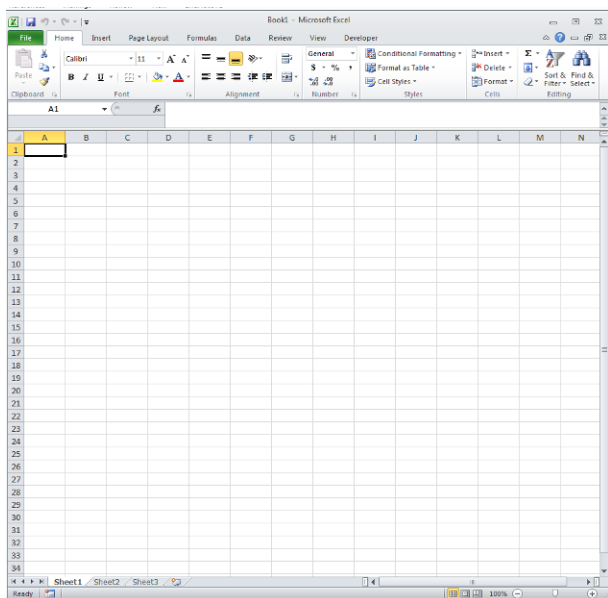 Book1 - Microsoft Excel
File Home Insert Page Layout Formulas Data Review View Developer
Paste
Calibri 11 A A
General
Conditional Formatting
Insert
Σ
B I U A
$ % ,
Format as Table
Delete
Sort & Filter Find & Select
.0 .00 .00 .0
Cell Styles
Format
Clipboard Font Alignment Number Styles Cells Editing
A1 fx
A B C D E F G H I J K L M N
1
2
3
4
5
6
7
8
9
10
11
12
13
14
15
16
17
18
19
20
21
22
23
24
25
26
27
28
29
30
31
32
33
34
Sheet1 Sheet2 Sheet3
Ready 100%